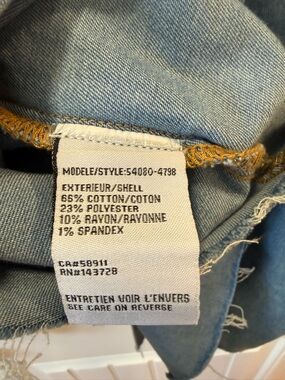 MODELE/STYLE:54080-4798
EXTERIEUR/SHELL
66% COTTON/COTON
23% POLYESTER
10% RAYON/RAYONNE
1% SPANDEX
CA#58911
RN#143728
ENTRETIEN VOIR L'ENVERS
SEE CARE ON REVERSE